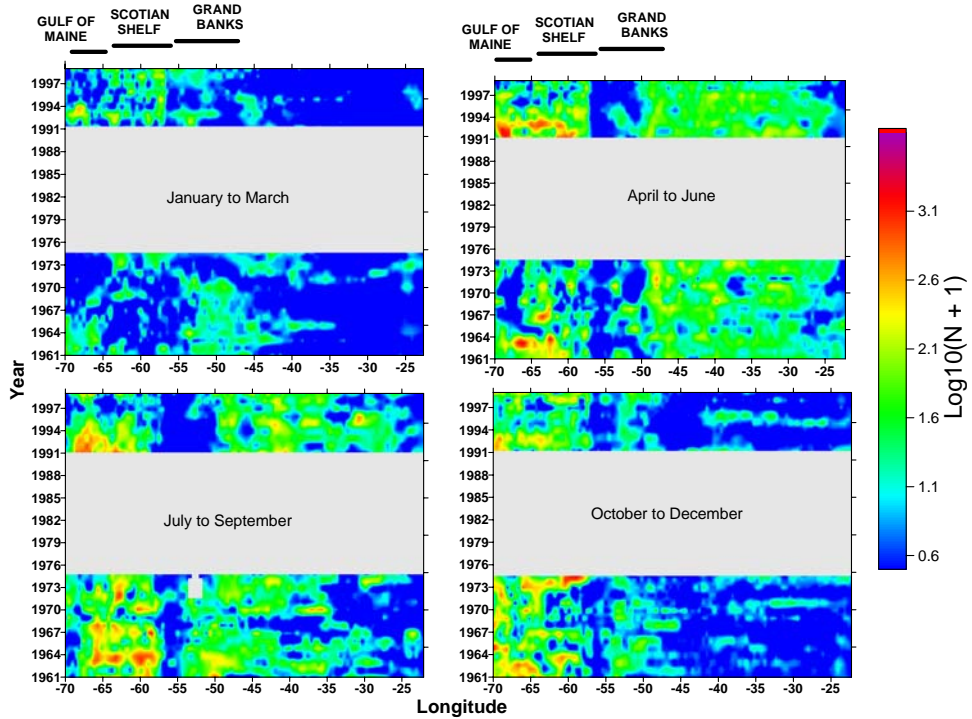 GULF OF
MAINE
SCOTIAN
SHELF
GRAND
BANKS
GULF OF
MAINE
SCOTIAN
SHELF
GRAND
BANKS
1997
1994
1991
1988
1985
1982
1979
1976
1973
1970
1967
1964
1961
January to March
-70 -65 -60 -55 -50 -45 -40 -35 -30 -25
1997
1994
1991
1988
1985
1982
1979
1976
1973
1970
1967
1964
1961
April to June
-70 -65 -60 -55 -50 -45 -40 -35 -30 -25
3.1
2.6
2.1
1.6
1.1
0.6
Log10(N + 1)
Year
1997
1994
1991
1988
1985
1982
1979
1976
1973
1970
1967
1964
1961
July to September
-70 -65 -60 -55 -50 -45 -40 -35 -30 -25
1997
1994
1991
1988
1985
1982
1979
1976
1973
1970
1967
1964
1961
October to December
-70 -65 -60 -55 -50 -45 -40 -35 -30 -25
Longitude